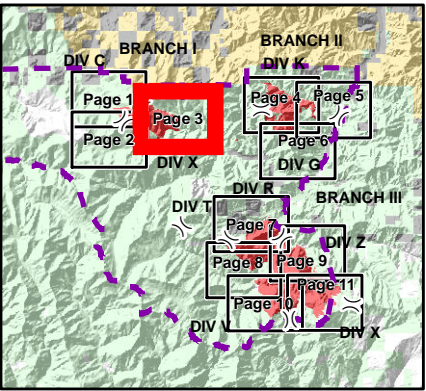 BRANCH I
BRANCH II
DIV C
DIV K
Page 1
Page 3
Page 4
Page 5
Page 2
Page 6
DIV X
DIV G
DIV R
BRANCH III
DIV T
Page 7
DIV Z
Page 8
Page 9
Page 11
Page 10
DIV V
DIV X